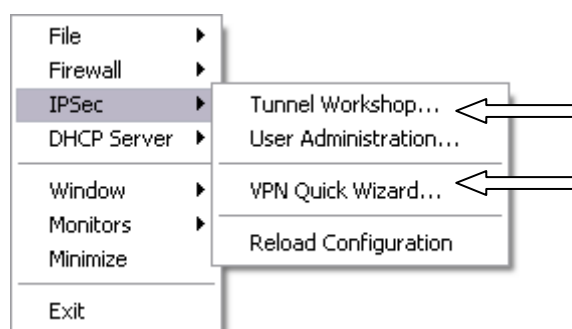 File
Firewall
IPSec
DHCP Server
Window
Monitors
Minimize
Exit
Tunnel Workshop...
User Administration...
VPN Quick Wizard...
Reload Configuration